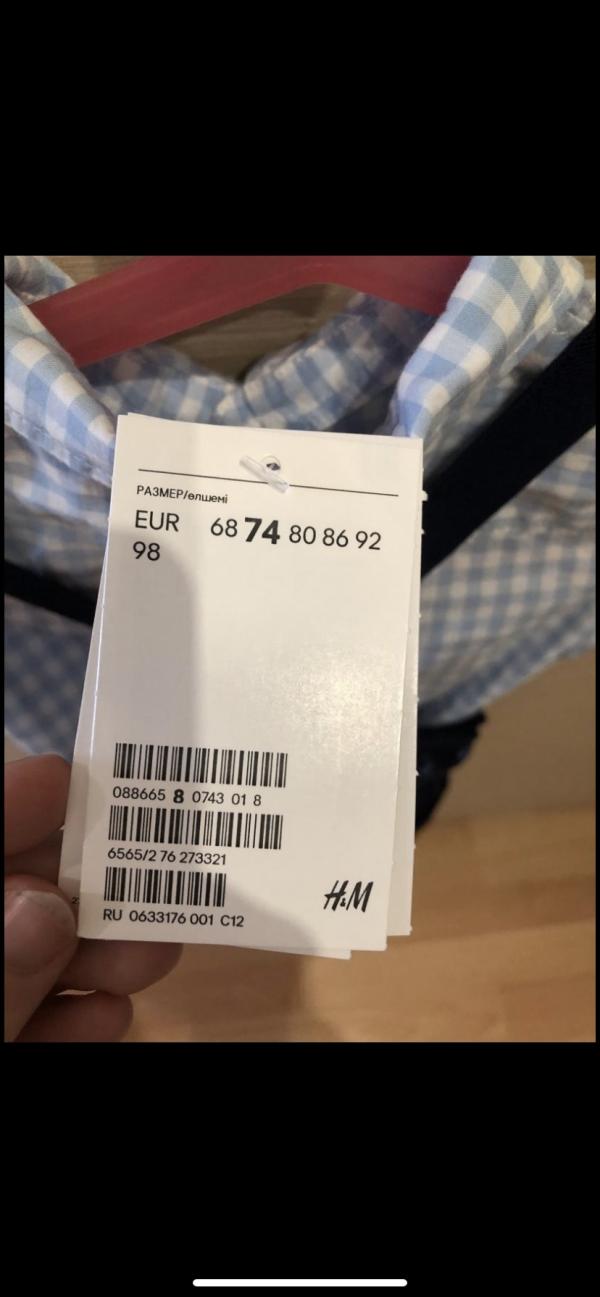 РАЗМЕР/өлшемі
EUR 68 74 80 86 92
98
088665 8 0743 01 8
6565/2 76 273321
RU 0633176 001 C12
H&M